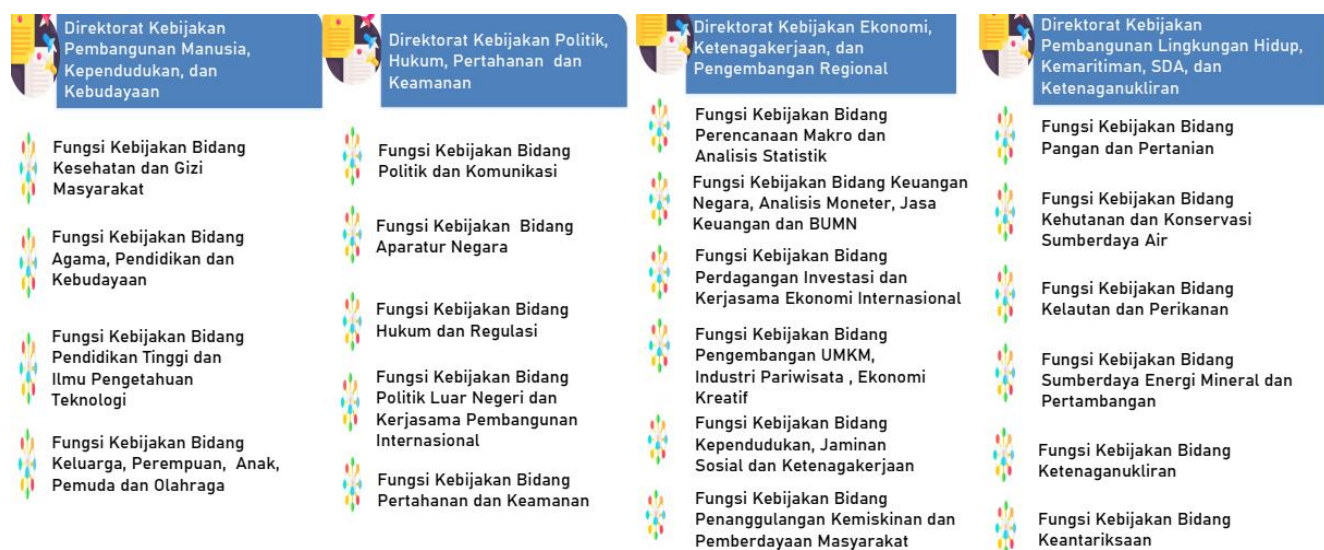 Direktorat Kebijakan
Pembangunan Manusia,
Kependudukan, dan
Kebudayaan
Fungsi Kebijakan Bidang
Kesehatan dan Gizi
Masyarakat
Fungsi Kebijakan Bidang
Agama, Pendidikan dan
Kebudayaan
Fungsi Kebijakan Bidang
Pendidikan Tinggi dan
Ilmu Pengetahuan
Teknologi
Fungsi Kebijakan Bidang
Keluarga, Perempuan, Anak,
Pemuda dan Olahraga
Direktorat Kebijakan Politik,
Hukum, Pertahanan dan
Keamanan
Fungsi Kebijakan Bidang
Politik dan Komunikasi
Fungsi Kebijakan Bidang
Aparatur Negara
Fungsi Kebijakan Bidang
Hukum dan Regulasi
Fungsi Kebijakan Bidang
Politik Luar Negeri dan
Kerjasama Pembangunan
Internasional
Fungsi Kebijakan Bidang
Pertahanan dan Keamanan
Direktorat Kebijakan Ekonomi,
Ketenagakerjaan, dan
Pengembangan Regional
Fungsi Kebijakan Bidang
Perencanaan Makro dan
Analisis Statistik
Fungsi Kebijakan Bidang Keuangan
Negara, Analisis Moneter, Jasa
Keuangan dan BUMN
Fungsi Kebijakan Bidang
Perdagangan Investasi dan
Kerjasama Ekonomi Internasional
Fungsi Kebijakan Bidang
Pengembangan UMKM,
Industri Pariwisata , Ekonomi
Kreatif
Fungsi Kebijakan Bidang
Kependudukan, Jaminan
Sosial dan Ketenagakerjaan
Fungsi Kebijakan Bidang
Penanggulangan Kemiskinan dan
Pemberdayaan Masyarakat
Direktorat Kebijakan
Pembangunan Lingkungan Hidup,
Kemaritiman, SDA, dan
Ketenaganukliran
Fungsi Kebijakan Bidang
Pangan dan Pertanian
Fungsi Kebijakan Bidang
Kehutanan dan Konservasi
Sumberdaya Air
Fungsi Kebijakan Bidang
Kelautan dan Perikanan
Fungsi Kebijakan Bidang
Sumberdaya Energi Mineral dan
Pertambangan
Fungsi Kebijakan Bidang
Ketenaganukliran
Fungsi Kebijakan Bidang
Keantariksaan